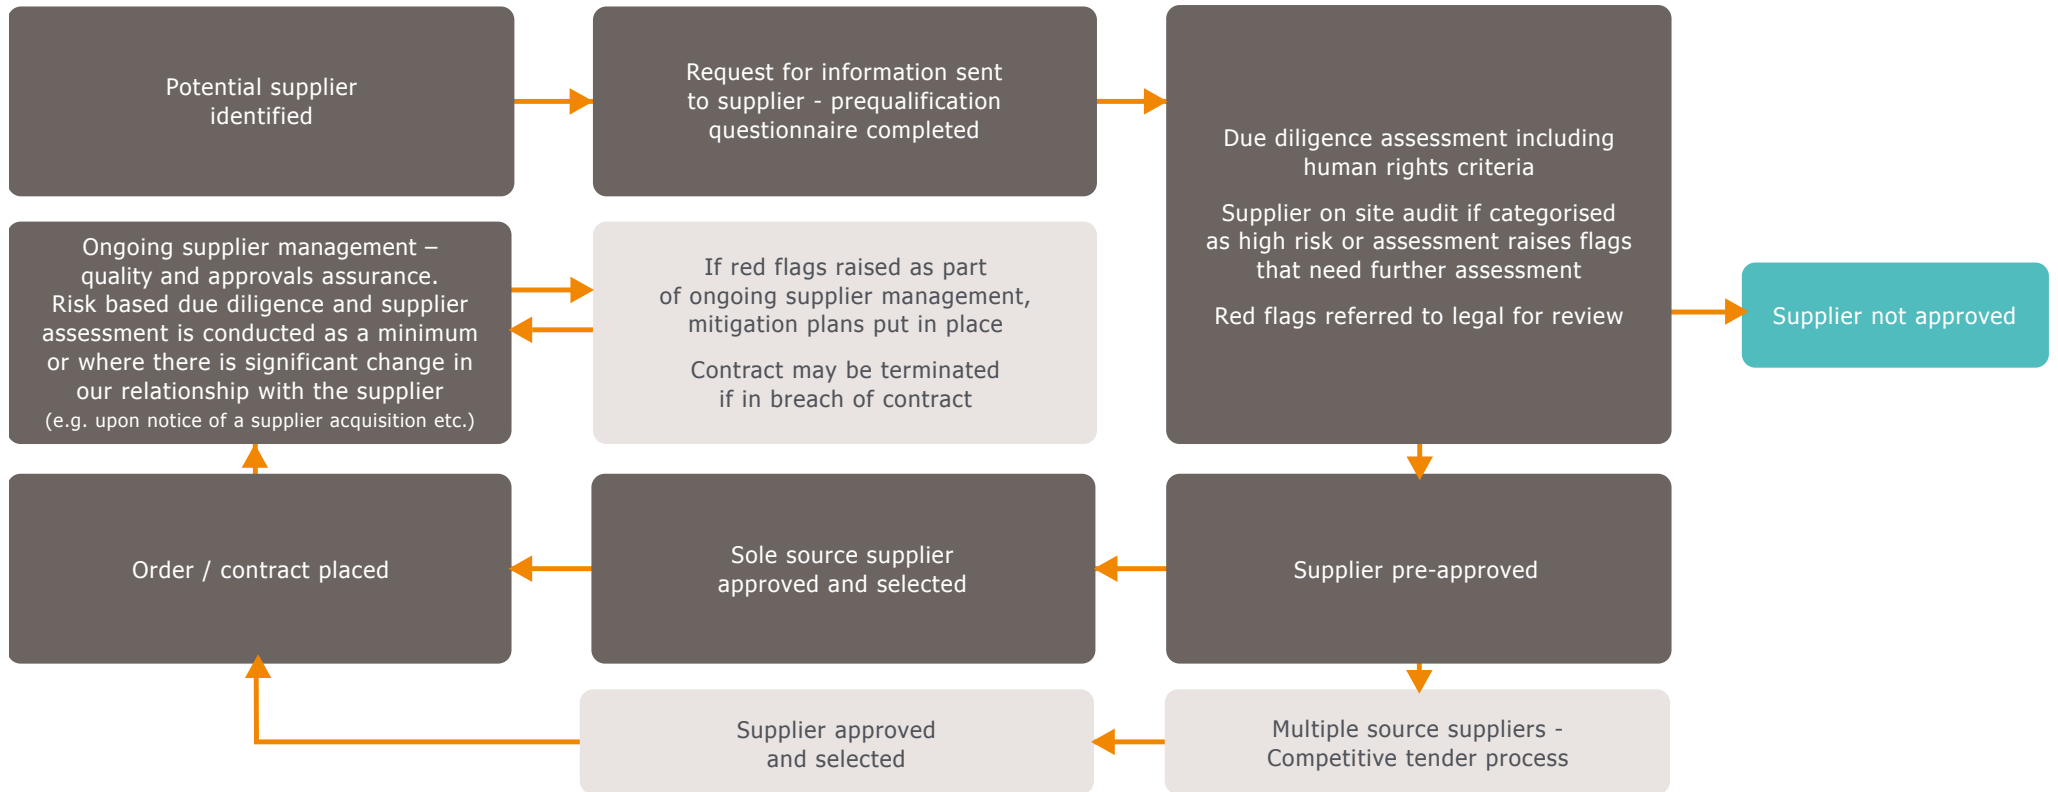 Potential supplier
identified
Request for information sent
to supplier - prequalification
questionnaire completed
Due diligence assessment including
human rights criteria
Supplier on site audit if categorised
as high risk or assessment raises flags
that need further assessment
Red flags referred to legal for review
Supplier not approved
Ongoing supplier management –
quality and approvals assurance.
Risk based due diligence and supplier
assessment is conducted as a minimum
or where there is significant change in
our relationship with the supplier
(e.g. upon notice of a supplier acquisition etc.)
If red flags raised as part
of ongoing supplier management,
mitigation plans put in place
Contract may be terminated
if in breach of contract
Order / contract placed
Sole source supplier
approved and selected
Supplier pre-approved
Supplier approved
and selected
Multiple source suppliers -
Competitive tender process